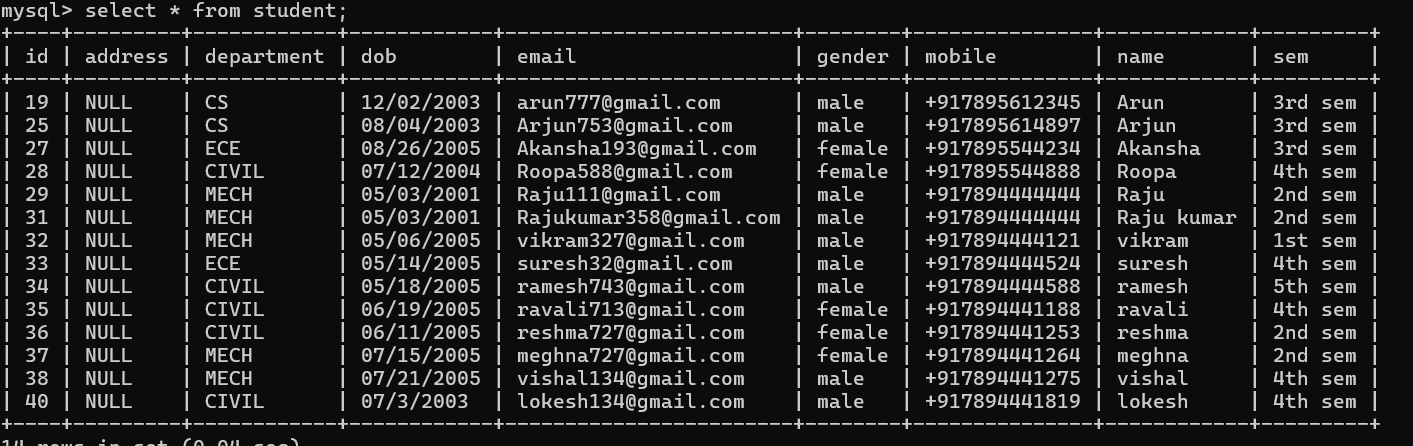 mysql> select * from student;
+----+---------+------------+------------+------------------------+--------+---------------+------------+---------+
| id | address | department | dob        | email                  | gender | mobile        | name       | sem     |
+----+---------+------------+------------+------------------------+--------+---------------+------------+---------+
| 19 | NULL    | CS         | 12/02/2003 | arun777@gmail.com      | male   | +917895612345 | Arun       | 3rd sem |
| 25 | NULL    | CS         | 08/04/2003 | Arjun753@gmail.com     | male   | +917895614897 | Arjun      | 3rd sem |
| 27 | NULL    | ECE        | 08/26/2005 | Akansha193@gmail.com   | female | +917895544234 | Akansha    | 3rd sem |
| 28 | NULL    | CIVIL      | 07/12/2004 | Roopa588@gmail.com     | female | +917895544888 | Roopa      | 4th sem |
| 29 | NULL    | MECH       | 05/03/2001 | Raju111@gmail.com      | male   | +917894444444 | Raju       | 2nd sem |
| 31 | NULL    | MECH       | 05/03/2001 | Rajukumar358@gmail.com | male   | +917894444444 | Raju kumar | 2nd sem |
| 32 | NULL    | MECH       | 05/06/2005 | vikram327@gmail.com    | male   | +917894444121 | vikram     | 1st sem |
| 33 | NULL    | ECE        | 05/14/2005 | suresh32@gmail.com     | male   | +917894444524 | suresh     | 4th sem |
| 34 | NULL    | CIVIL      | 05/18/2005 | ramesh743@gmail.com    | male   | +917894444588 | ramesh     | 5th sem |
| 35 | NULL    | CIVIL      | 06/19/2005 | ravali713@gmail.com    | female | +917894441188 | ravali     | 4th sem |
| 36 | NULL    | CIVIL      | 06/11/2005 | reshma727@gmail.com    | female | +917894441253 | reshma     | 2nd sem |
| 37 | NULL    | MECH       | 07/15/2005 | meghna727@gmail.com    | female | +917894441264 | meghna     | 2nd sem |
| 38 | NULL    | MECH       | 07/21/2005 | vishal134@gmail.com    | male   | +917894441275 | vishal     | 4th sem |
| 40 | NULL    | CIVIL      | 07/3/2003  | lokesh134@gmail.com    | male   | +917894441819 | lokesh     | 4th sem |
+----+---------+------------+------------+------------------------+--------+---------------+------------+---------+
14 rows in set (0.04 sec)